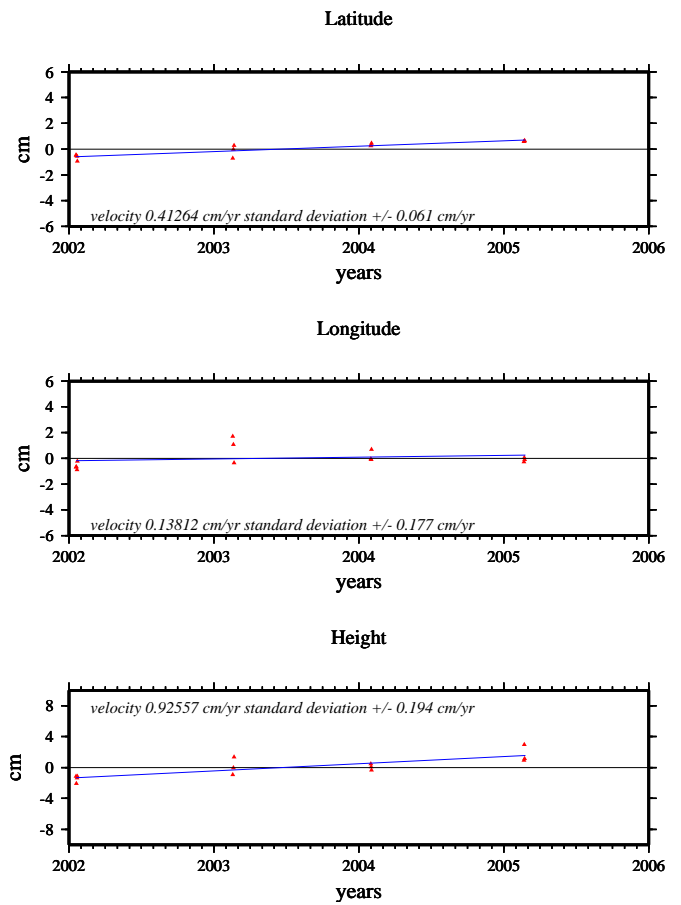 Latitude
6
4
2
0
-2
-4
-6
cm
velocity 0.41264 cm/yr standard deviation +/- 0.061 cm/yr
2002 2003 2004 2005 2006
years
Longitude
6
4
2
0
-2
-4
-6
cm
velocity 0.13812 cm/yr standard deviation +/- 0.177 cm/yr
2002 2003 2004 2005 2006
years
Height
velocity 0.92557 cm/yr standard deviation +/- 0.194 cm/yr
8
4
0
-4
-8
cm
2002 2003 2004 2005 2006
years